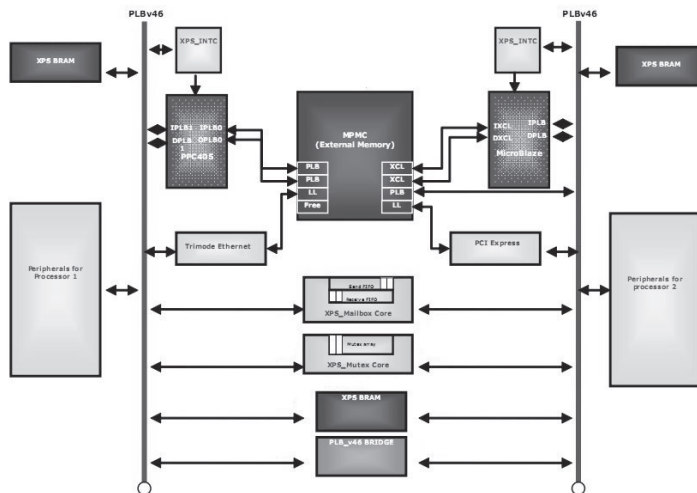 PLBv46
PLBv46
XPS_INTC
XPS_INTC
XPS BRAM
XPS BRAM
IPLB1 IPLB0
DPLB DPLB0
1
PPC405
MPMC
(External Memory)
PLB
PLB
LL
Free
XCL
XCL
PLB
LL
IXCL IPLB
DXCL DPLB
MicroBlaze
Trimode Ethernet
PCI Express
Peripherals for
Processor 1
Peripherals for
processor 2
Send FIFO
Receive FIFO
XPS_Mailbox Core
Mutex Array
XPS_Mutex Core
XPS BRAM
PLB_v46 BRIDGE